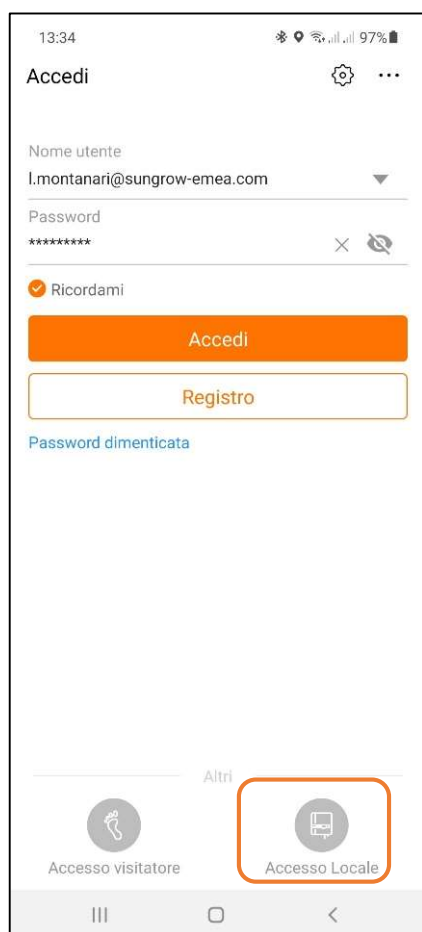 13:34 97%
Accedi
Nome utente
l.montanari@sungrow-emea.com
Password
*********
Ricordami
Accedi
Registro
Password dimenticata
Altri
Accesso visitatore Accesso Locale